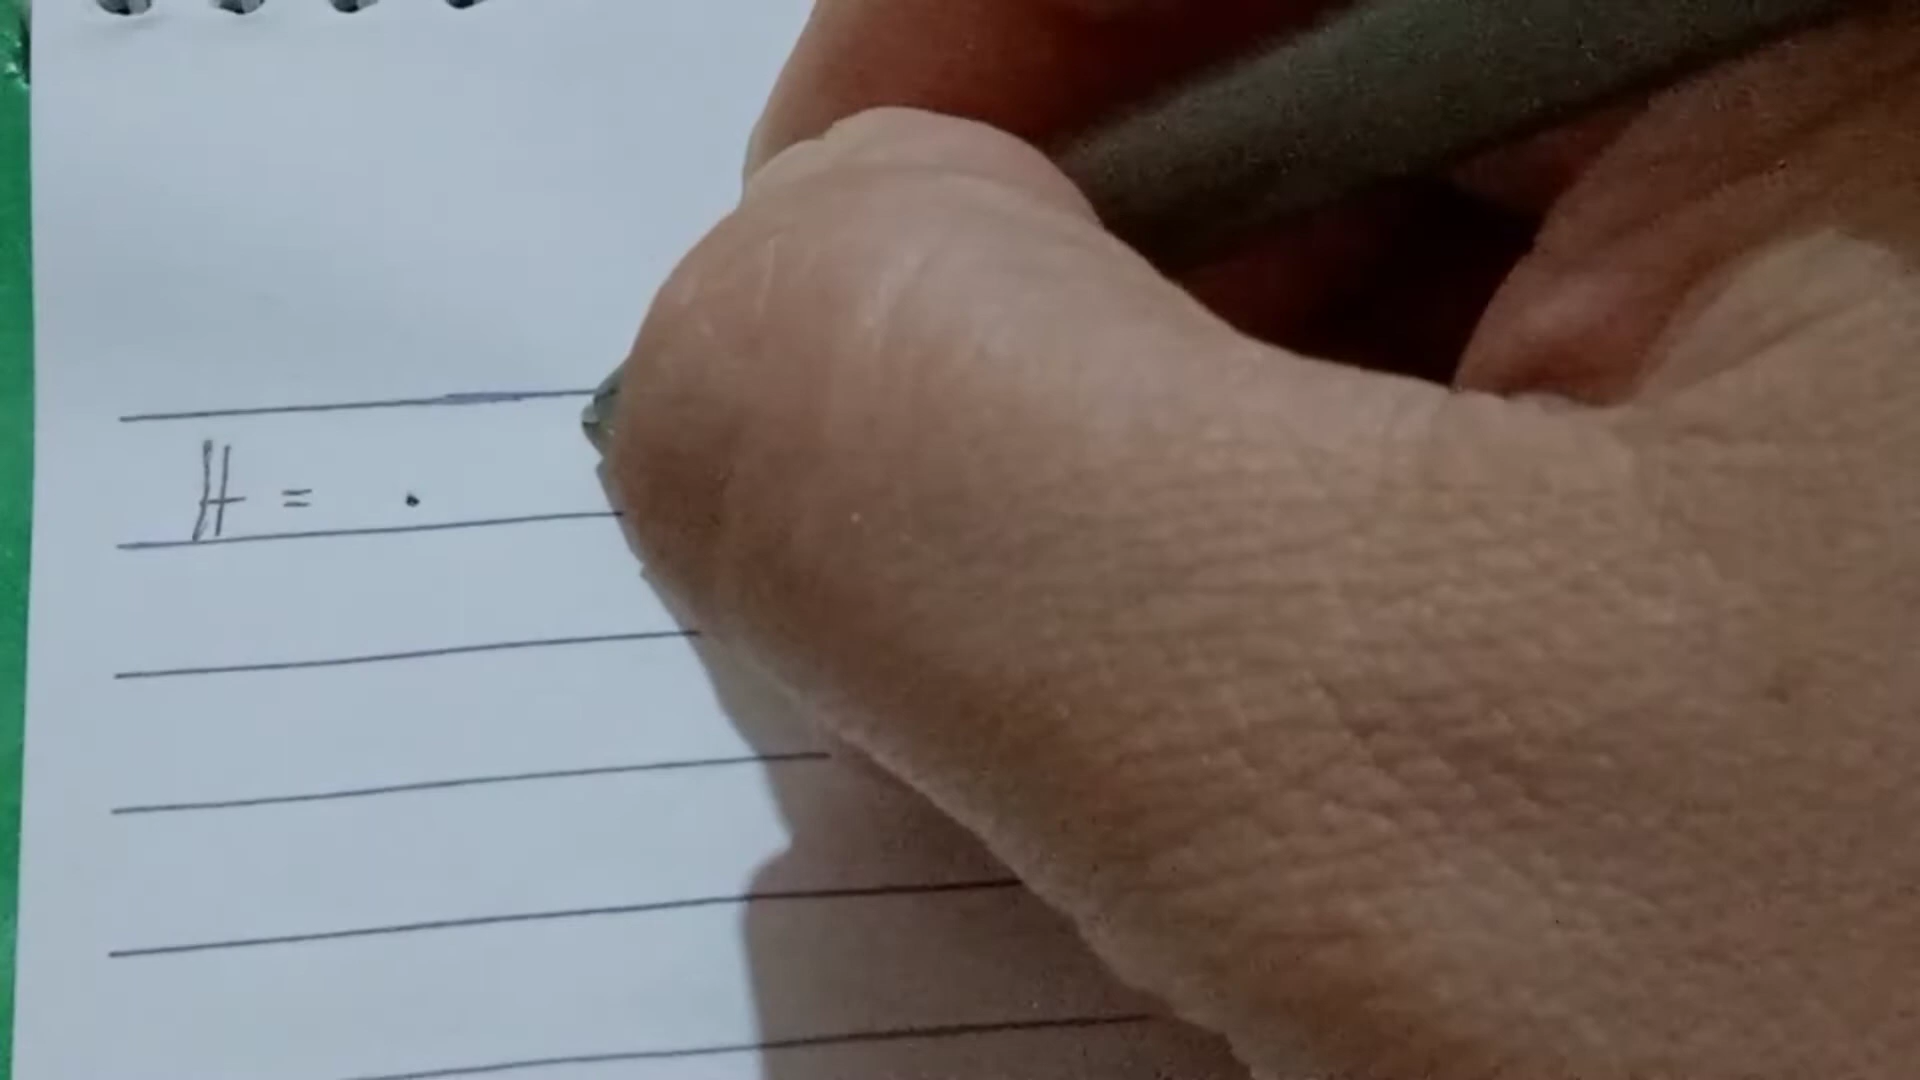 H = .